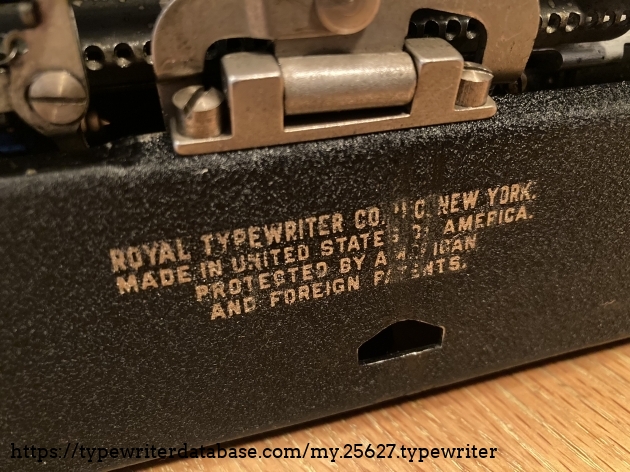 ROYAL TYPEWRITER CO. NEW YORK.
MADE IN UNITED STATES AMERICA.
PROTECTED BY
AND FOREIGN
https://typewriterdatabase.com/my.25627.typewriter